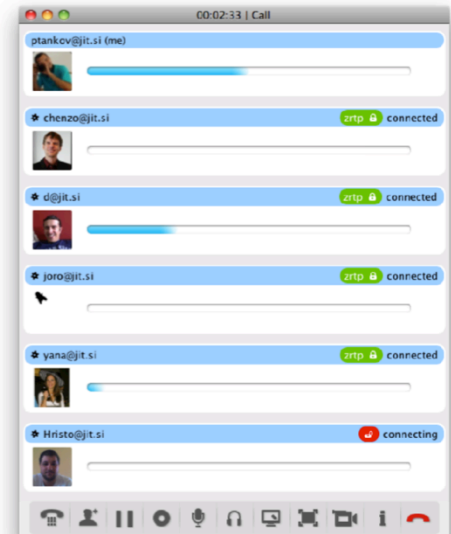 00:02:33 | Call
ptankov@jit.si (me)
chenzo@jit.si zrtp connected
d@jit.si zrtp connected
joro@jit.si zrtp connected
yana@jit.si zrtp connected
Hristo@jit.si connecting